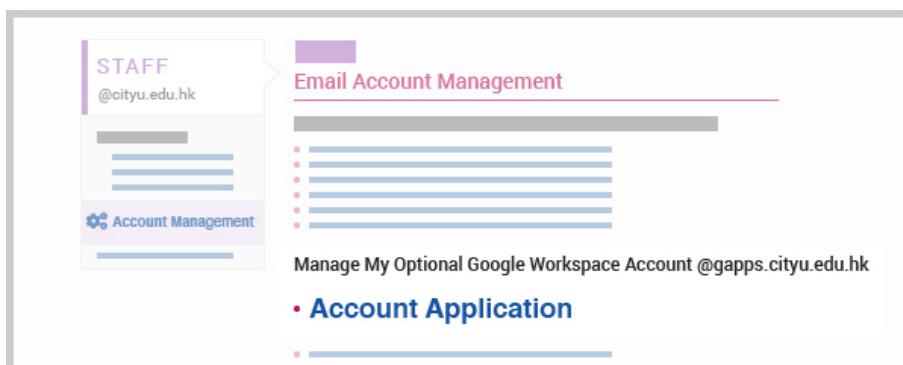 STAFF
@cityu.edu.hk
Account Management
Email Account Management
Manage My Optional Google Workspace Account @gapps.cityu.edu.hk
Account Application